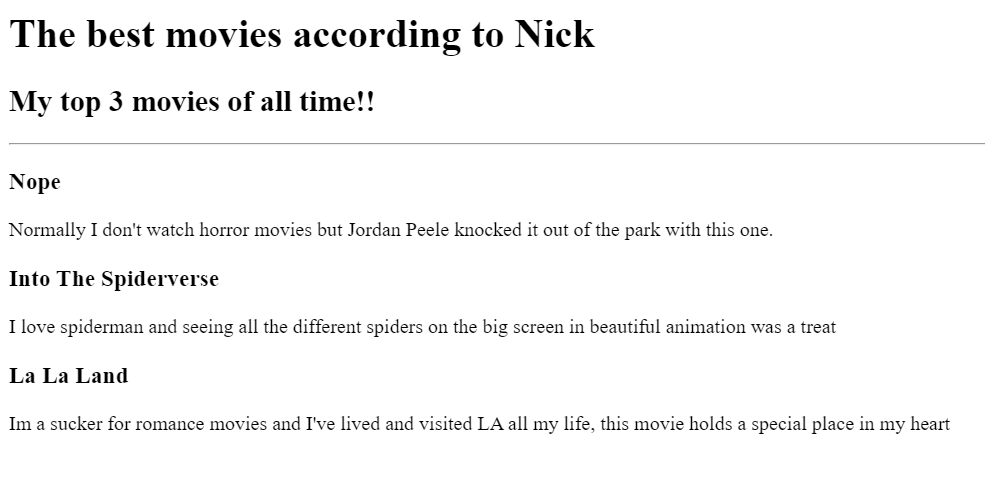 The best movies according to Nick
My top 3 movies of all time!!
Nope
Normally I don't watch horror movies but Jordan Peele knocked it out of the park with this one.
Into The Spiderverse
I love spiderman and seeing all the different spiders on the big screen in beautiful animation was a treat
La La Land
Im a sucker for romance movies and I've lived and visited LA all my life, this movie holds a special place in my heart